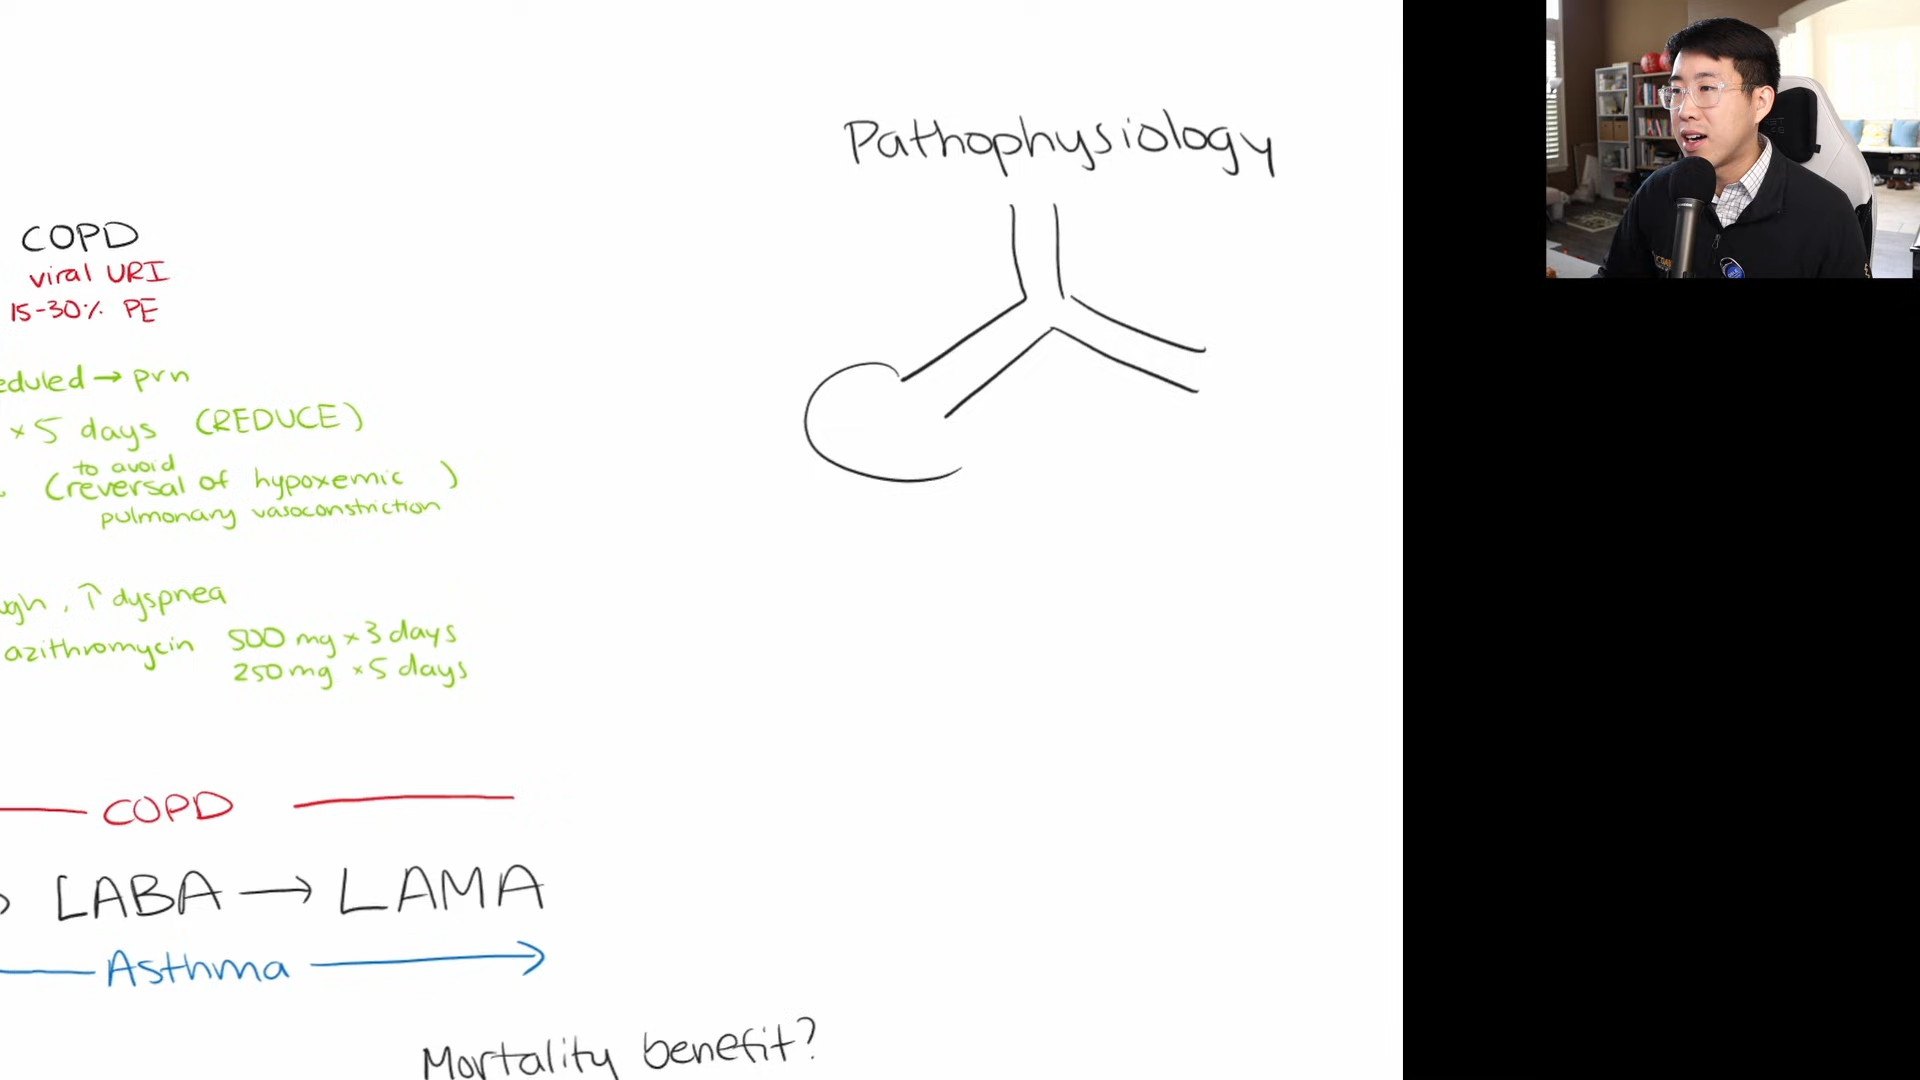 Pathophysiology
COPD
viral URI
15-30% PE
eduled → prn
× 5 days (REDUCE)
to avoid
(reversal of hypoxemic )
pulmonary vasoconstriction
ugh, ↑ dyspnea
azithromycin 500 mg × 3 days
250 mg × 5 days
COPD
LABA → LAMA
Asthma
Mortality benefit?